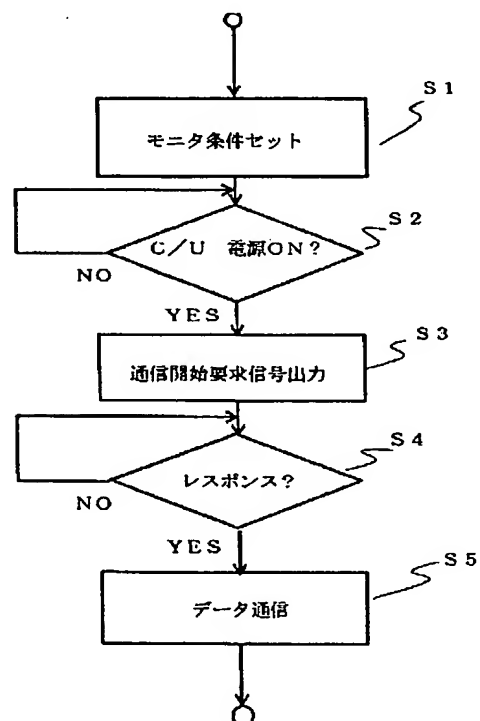 S1
モニタ条件セット
S2
C/U 電源ON?
NO
YES
S3
通信開始要求信号出力
S4
レスポンス?
NO
YES
S5
データ通信